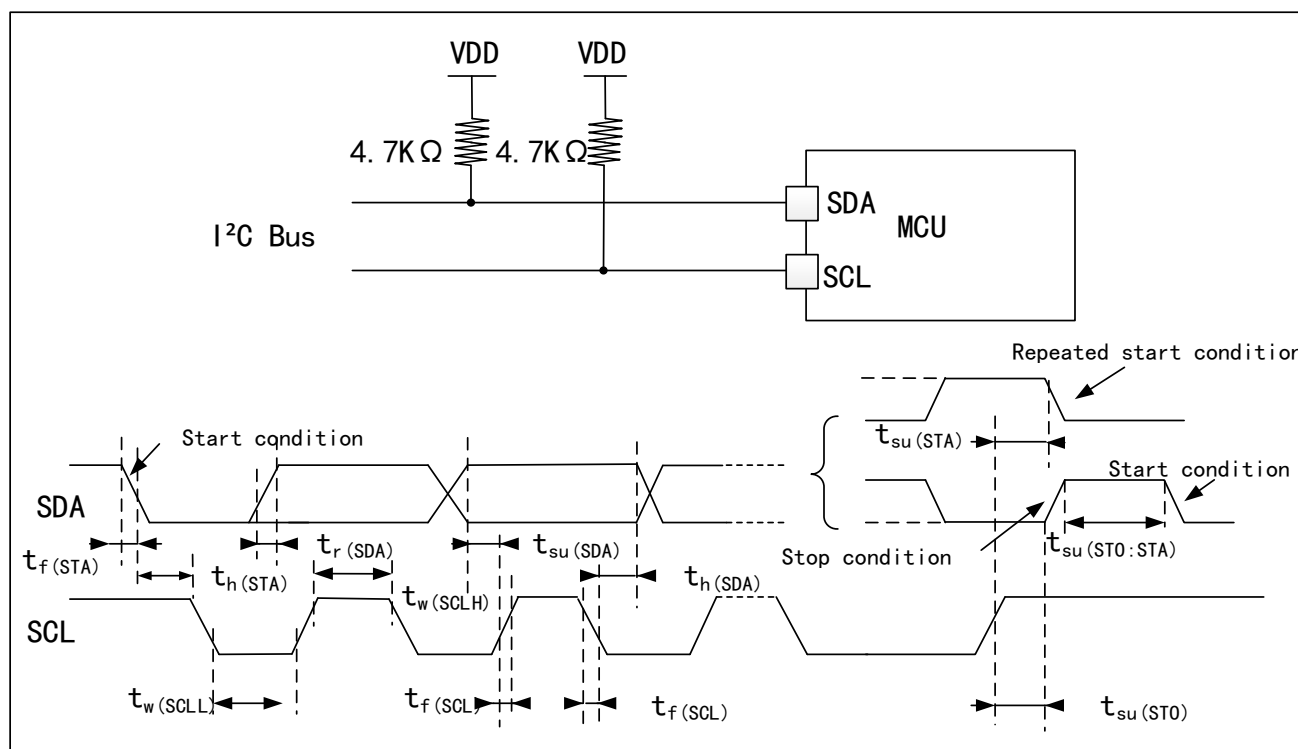 VDD VDD
4.7KΩ 4.7KΩ
SDA
MCU
I²C Bus
SCL
Repeated start condition
Start condition
tsu(STA)
Start condition
SDA
tf(STA)
th(STA)
tr(SDA)
tsu(SDA)
Stop condition
tsu(STO:STA)
tw(SCLH)
th(SDA)
SCL
tw(SCLL)
tf(SCL)
tf(SCL)
tsu(STO)